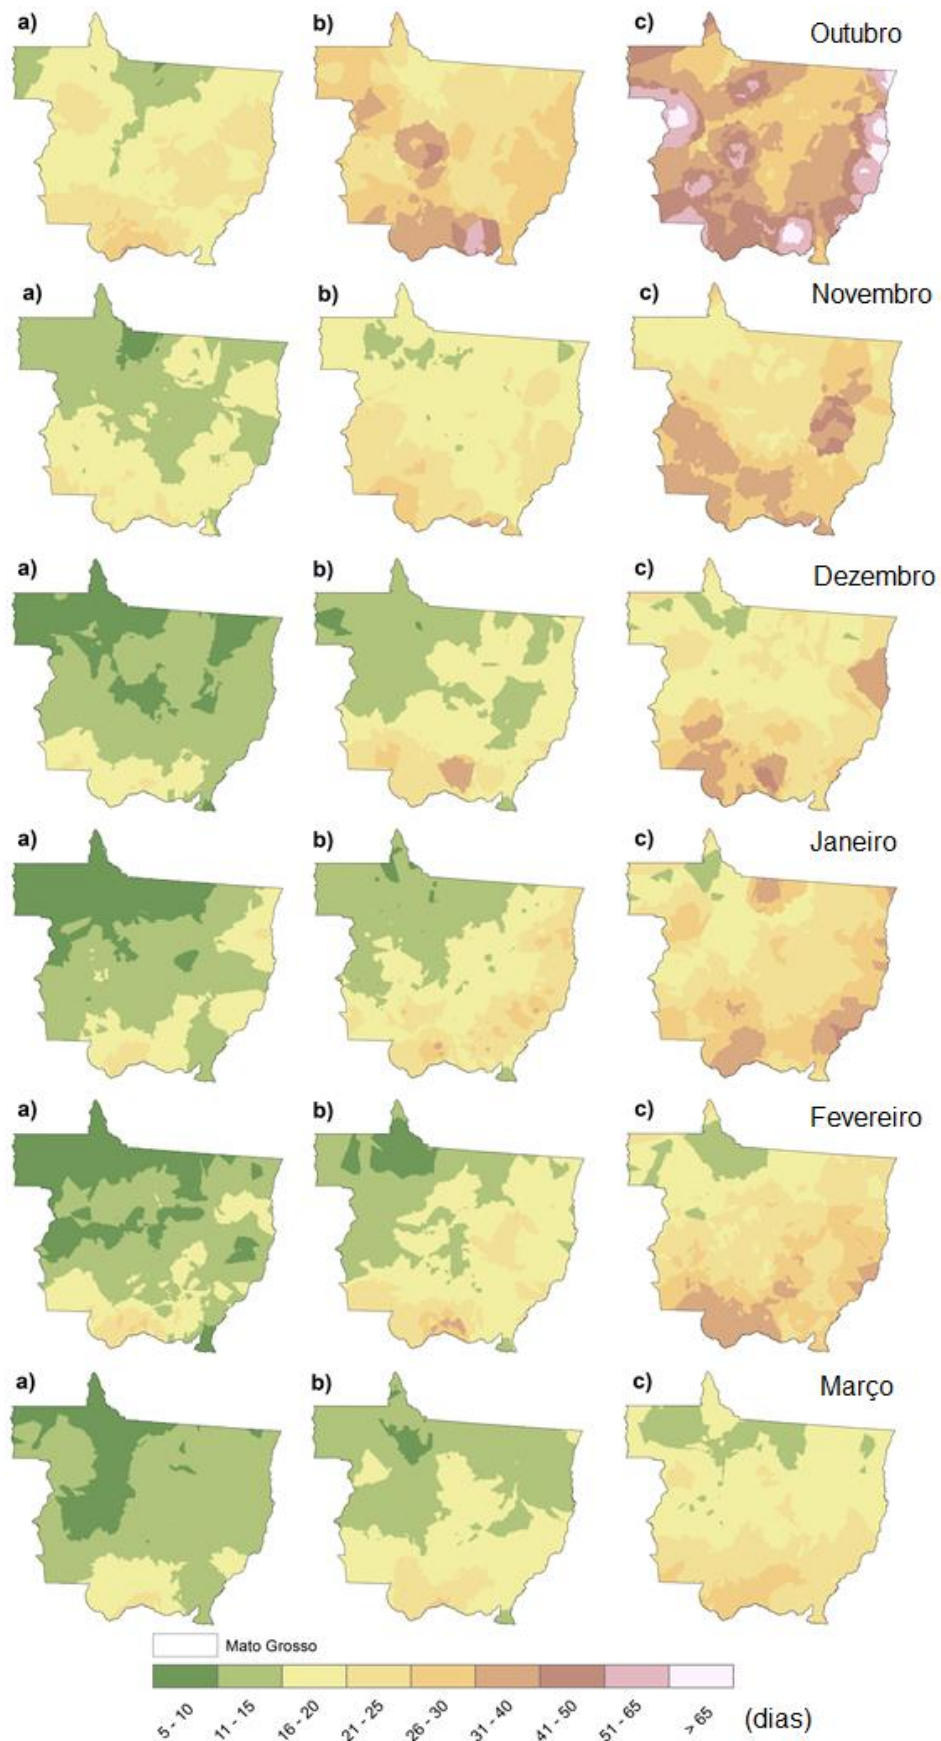 a) b) c) Outubro
a) b) c) Novembro
a) b) c) Dezembro
a) b) c) Janeiro
a) b) c) Fevereiro
a) b) c) Março
Mato Grosso
5 - 10 11 - 15 16 - 20 21 - 25 26 - 30 31 - 40 41 - 50 51 - 65 > 65 (dias)